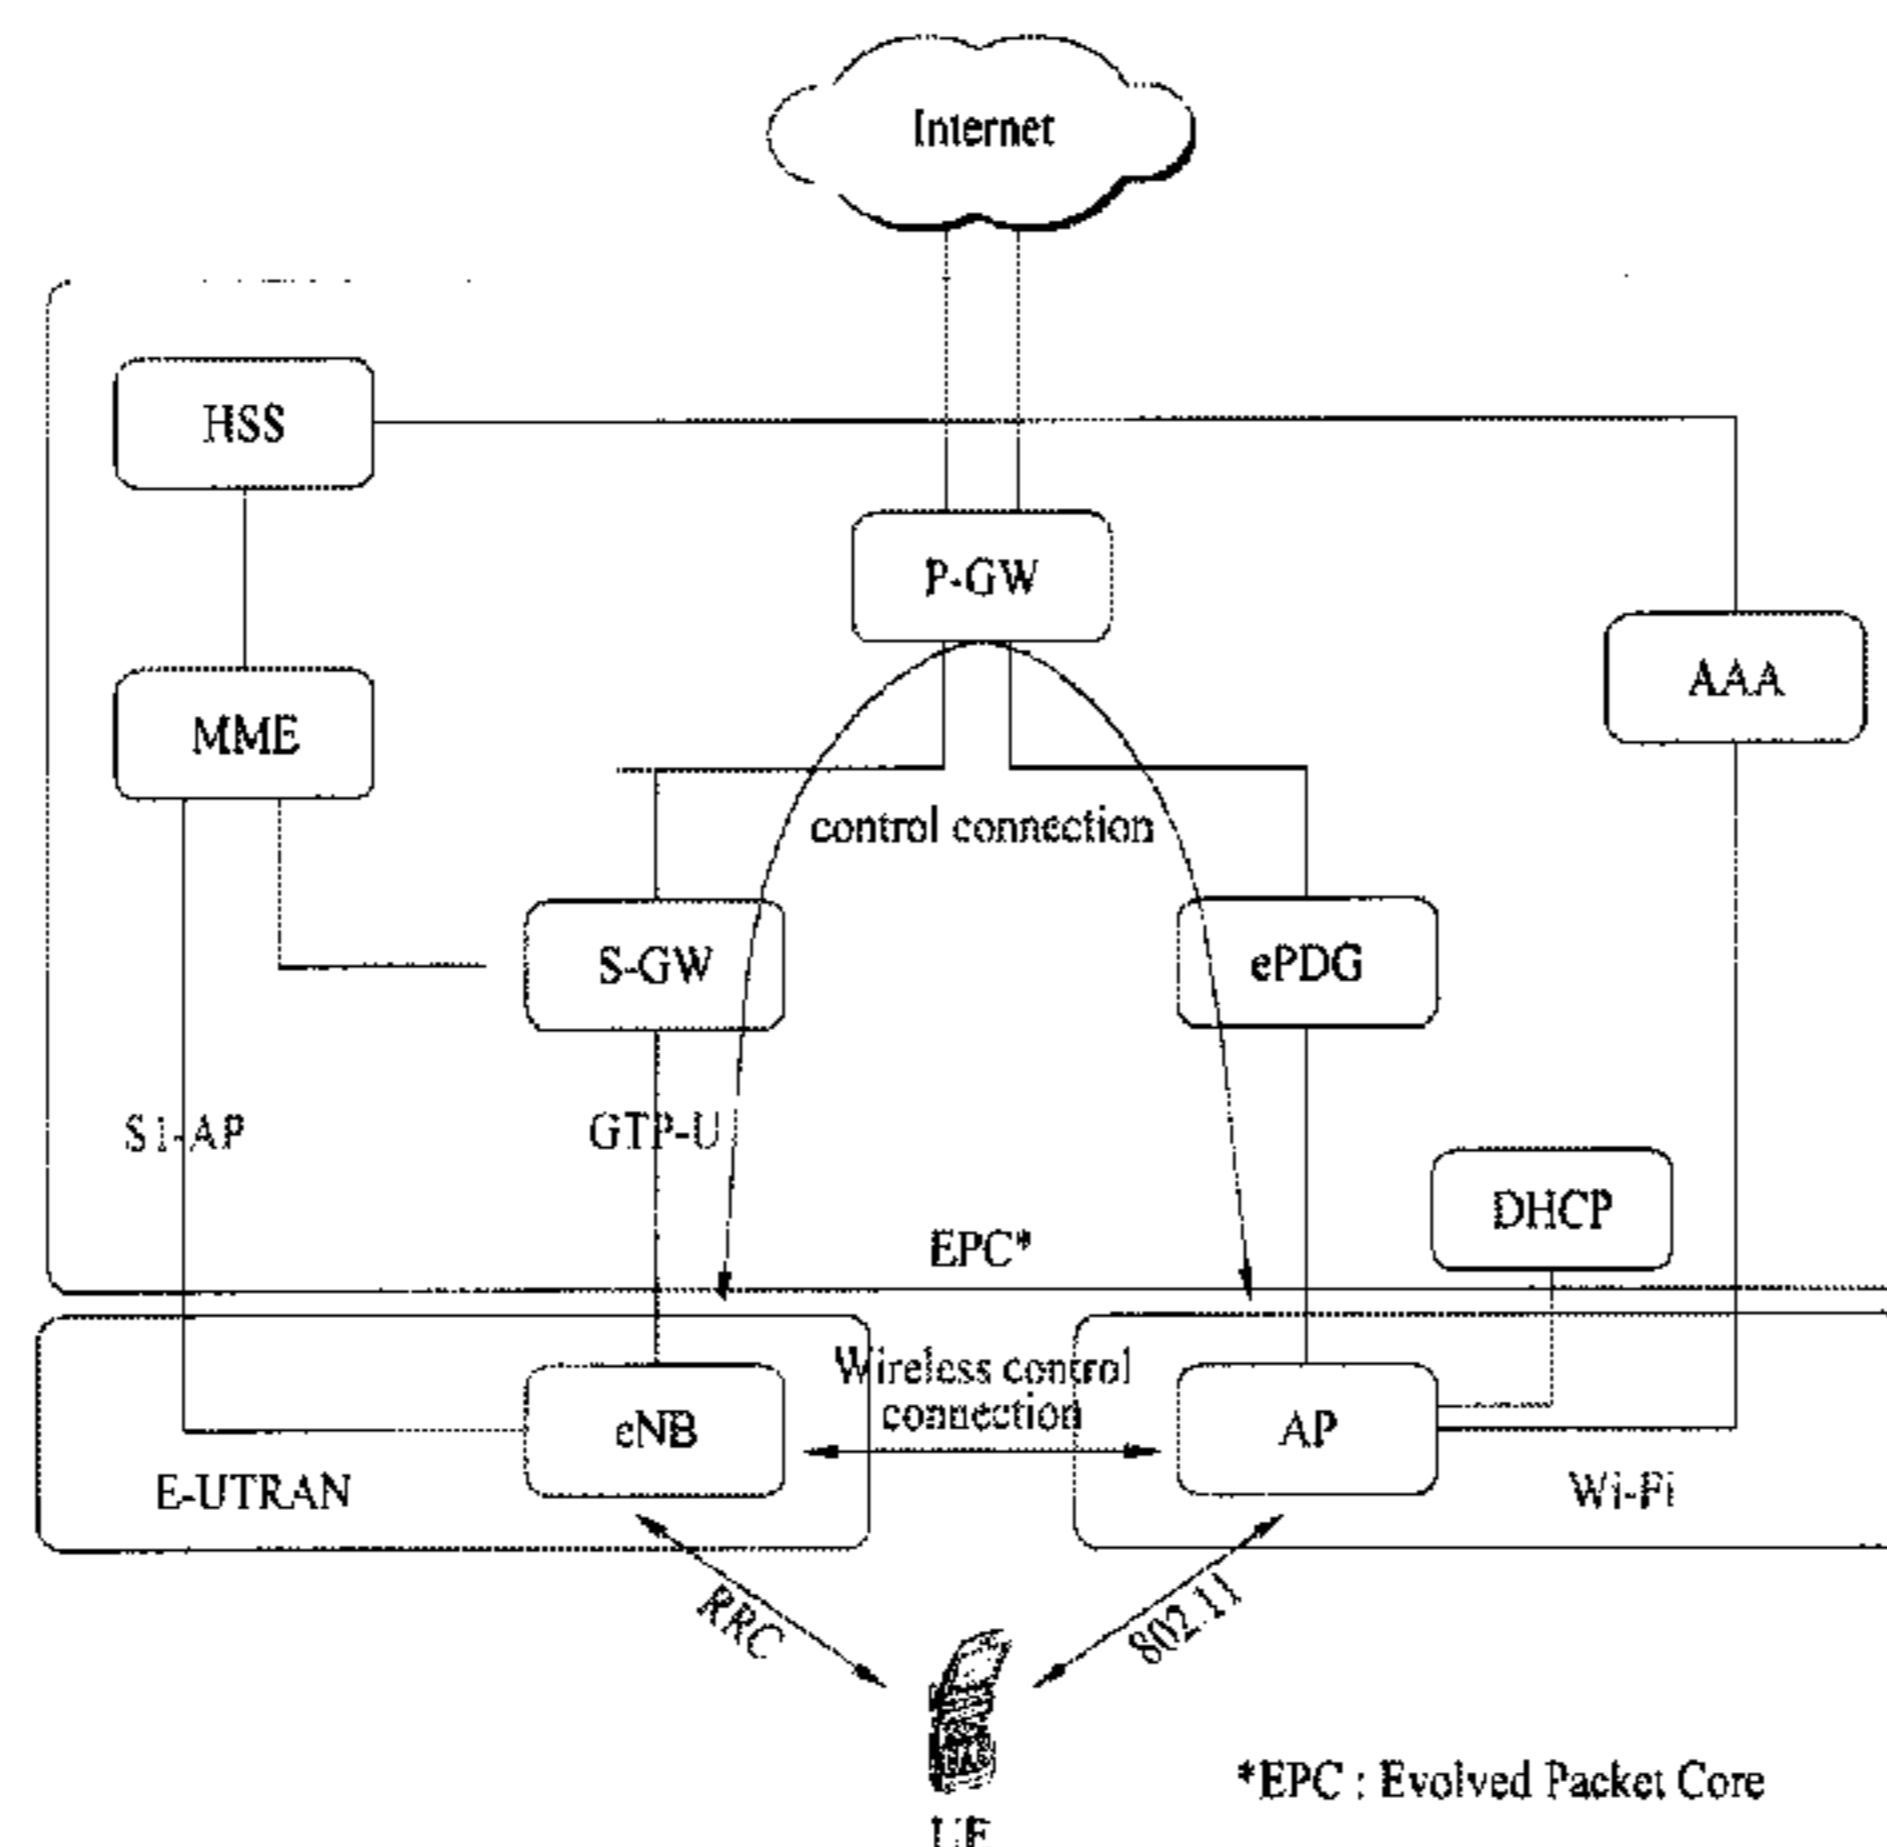 Internet
HSS
P-GW
AAA
MME
control connection
S-GW
ePDG
S1-AP
GTP-U
DHCP
EPC*
Wireless control
connection
eNB
AP
E-UTRAN
Wi-Fi
RRC
802.11
*EPC : Evolved Packet Core
UE